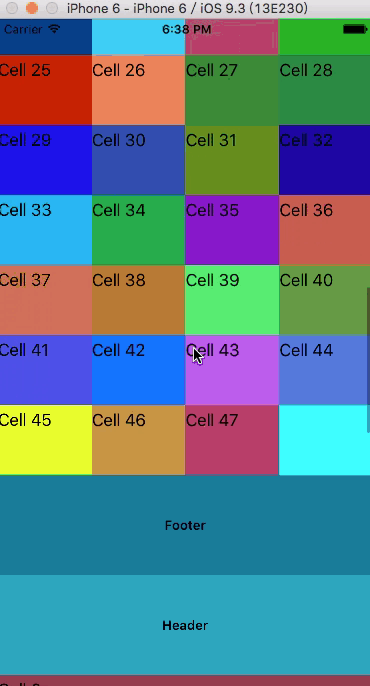 iPhone 6 - iPhone 6 / iOS 9.3 (13E230)
Carrier 6:38 PM
Cell 25 Cell 26 Cell 27 Cell 28
Cell 29 Cell 30 Cell 31 Cell 32
Cell 33 Cell 34 Cell 35 Cell 36
Cell 37 Cell 38 Cell 39 Cell 40
Cell 41 Cell 42 Cell 43 Cell 44
Cell 45 Cell 46 Cell 47
Footer
Header